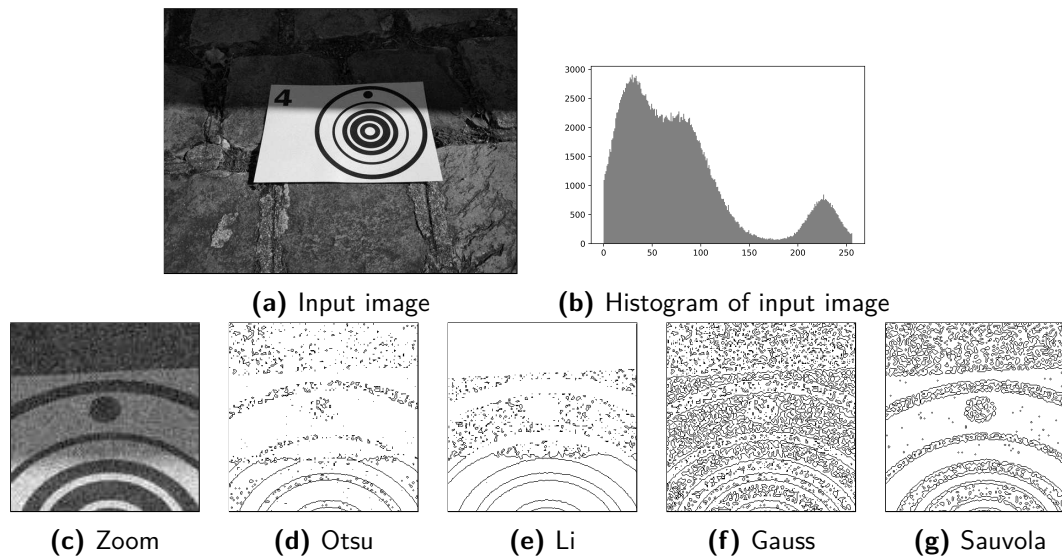 4
3000
2500
2000
1500
1000
500
0
0 50 100 150 200 250
(a) Input image
(b) Histogram of input image
(c) Zoom
(d) Otsu
(e) Li
(f) Gauss
(g) Sauvola